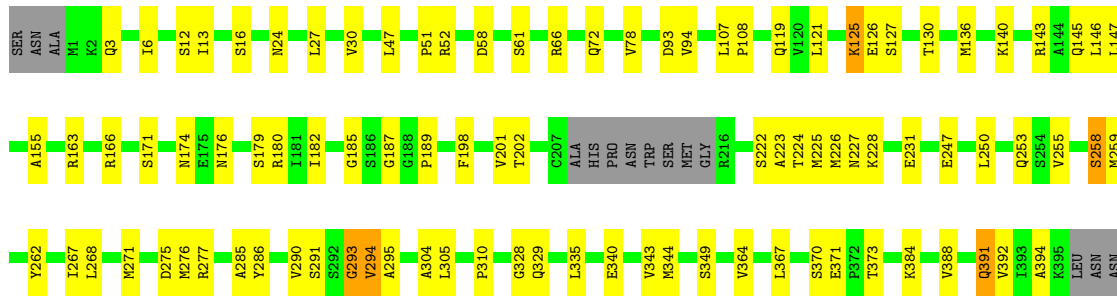 SER ASN ALA M1 K2 Q3 I6 S12 I13 S16 N24 L27 V30 L47 P51 R52 D58 S61 R66 Q72 V78 D93 V94 L107 P108 Q119 V120 L121 K125 E126 S127 T130 M136 K140 R143 A144 Q145 L146 L147
A155 R163 R166 S171 N174 E175 N176 S179 R180 I181 I182 G185 S186 G187 G188 P189 F198 V201 T202 C207 ALA HIS PRO ASN TRP SER MET GLY R216 S222 A223 T224 M225 M226 N227 K228 E231 E247 L250 Q253 S254 V255 S258 M259
Y262 I267 L268 M271 D275 M276 R277 A285 Y286 V290 S291 S292 G293 V294 A295 A304 L305 P310 G328 Q329 L335 E340 V343 M344 S349 V364 L367 S370 E371 P372 T373 K384 V388 Q391 V392 I393 A394 K395 LEU ASN ASN